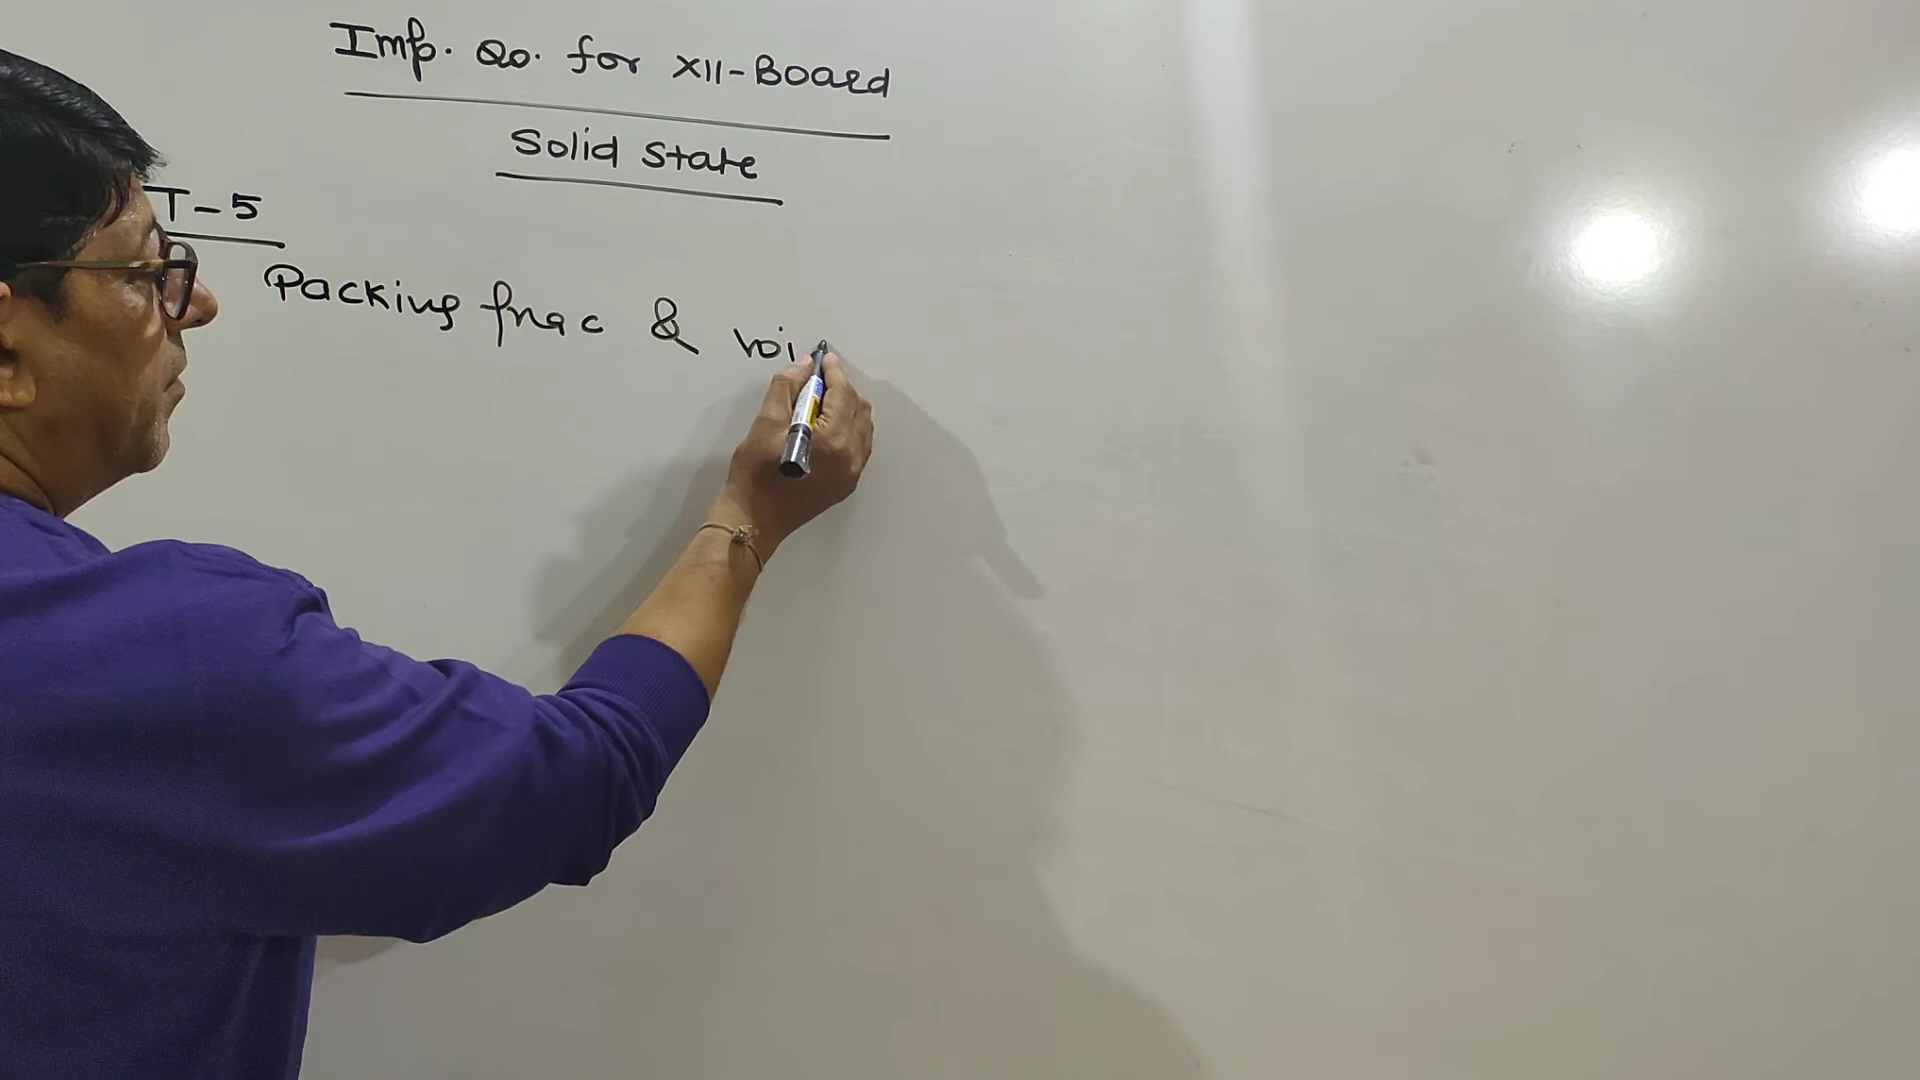 Imp. Qo. for XII-Board
Solid State
T-5
Packing frac & voi